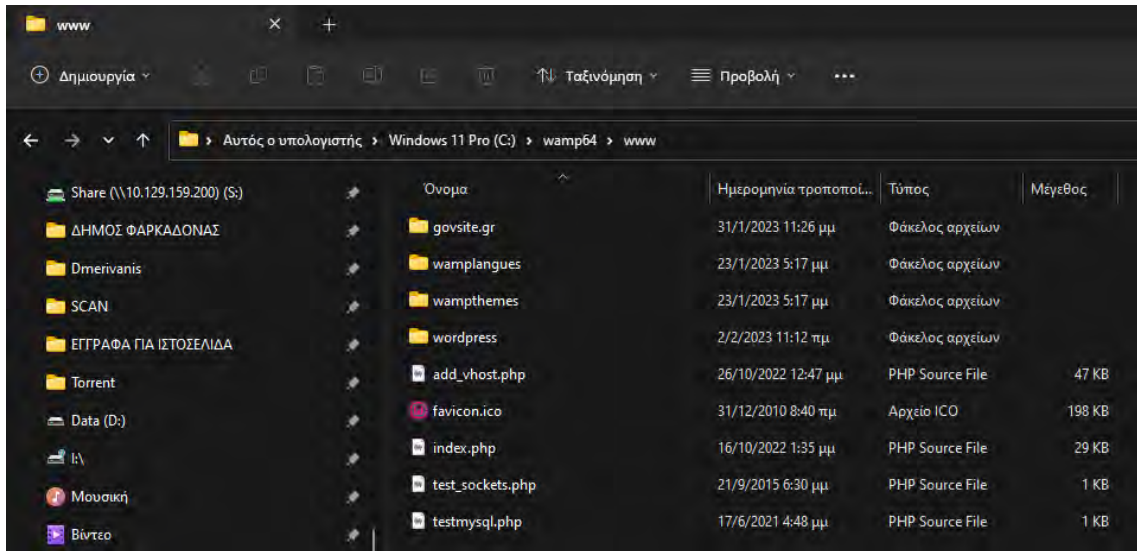 www
Δημιουργία
Ταξινόμηση
Προβολή
Αυτός ο υπολογιστής > Windows 11 Pro (C:) > wamp64 > www
Όνομα Ημερομηνία τροποποί... Τύπος Μέγεθος
Share (\\10.129.159.200) (S:)
ΔΗΜΟΣ ΦΑΡΚΑΔΟΝΑΣ
Dmerivanis
SCAN
ΕΓΓΡΑΦΑ ΓΙΑ ΙΣΤΟΣΕΛΙΔΑ
Torrent
Data (D:)
I:\
Μουσική
Βίντεο
govsite.gr 31/1/2023 11:26 μμ Φάκελος αρχείων
wamplangues 23/1/2023 5:17 μμ Φάκελος αρχείων
wampthemes 23/1/2023 5:17 μμ Φάκελος αρχείων
wordpress 2/2/2023 11:12 πμ Φάκελος αρχείων
add_vhost.php 26/10/2022 12:47 μμ PHP Source File 47 KB
favicon.ico 31/12/2010 8:40 πμ Αρχείο ICO 198 KB
index.php 16/10/2022 1:35 μμ PHP Source File 29 KB
test_sockets.php 21/9/2015 6:30 μμ PHP Source File 1 KB
testmysql.php 17/6/2021 4:48 μμ PHP Source File 1 KB